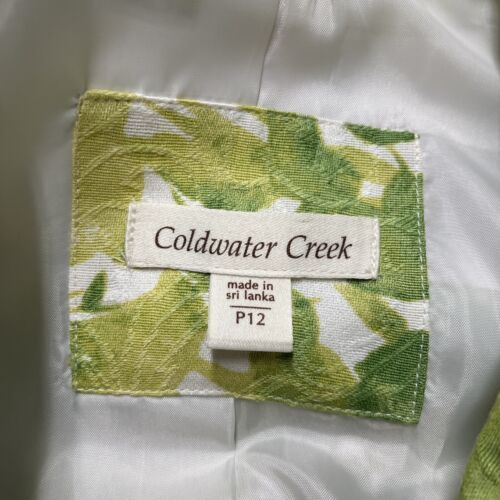 Coldwater Creek
made in
sri lanka
P12